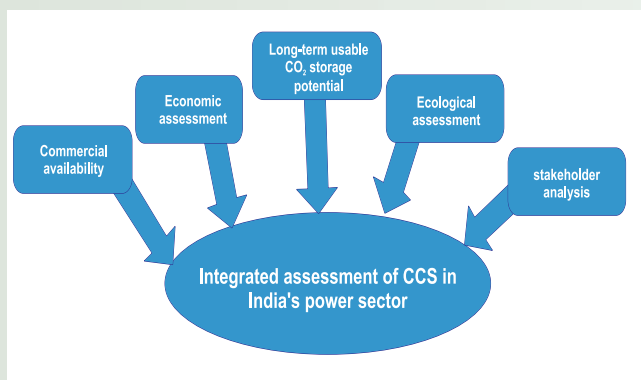 Commercial
availability
Economic
assessment
Long-term usable
CO₂ storage
potential
Ecological
assessment
stakeholder
analysis
Integrated assessment of CCS in
India's power sector